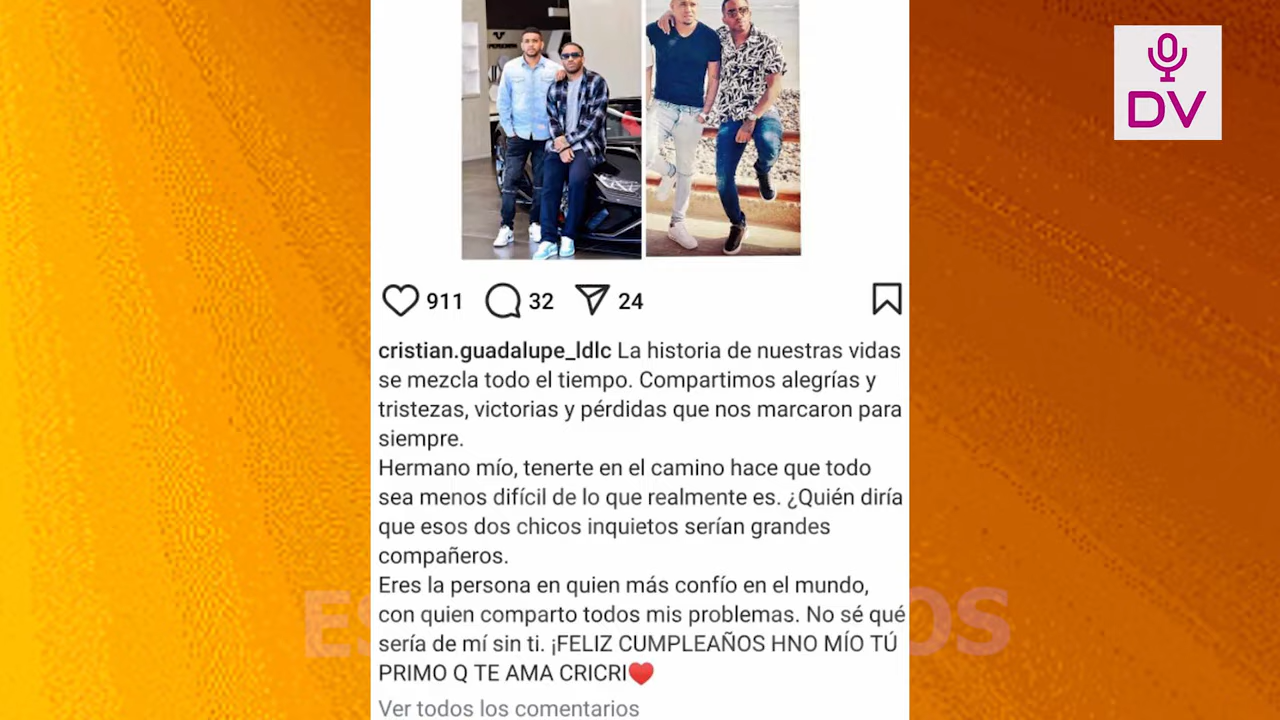 DV
911 32 24
cristian.guadalupe_ldlc La historia de nuestras vidas
se mezcla todo el tiempo. Compartimos alegrías y
tristezas, victorias y pérdidas que nos marcaron para
siempre.
Hermano mío, tenerte en el camino hace que todo
sea menos difícil de lo que realmente es. ¿Quién diría
que esos dos chicos inquietos serían grandes
compañeros.
Eres la persona en quien más confío en el mundo,
con quien comparto todos mis problemas. No sé qué
sería de mí sin ti. ¡FELIZ CUMPLEAÑOS HNO MÍO TÚ
PRIMO Q TE AMA CRICRI❤️
Ver todos los comentarios